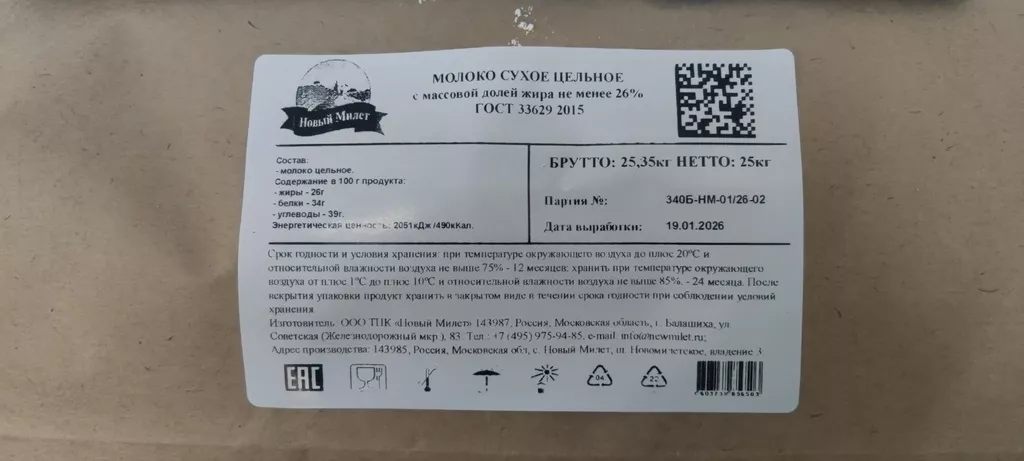 МОЛОКО СУХОЕ ЦЕЛЬНОЕ
с массовой долей жира не менее 26%
ГОСТ 33629 2015
Новый Милет
Состав:
- молоко цельное.
Содержание в 100 г продукта:
- жиры - 26г
- белки - 34г
- углеводы - 39г.
Энергетическая ценность: 2051кДж /490кКал.
БРУТТО: 25,35кг НЕТТО: 25кг
Партия №: 340Б-НМ-01/26-02
Дата выработки: 19.01.2026
Срок годности и условия хранения: при температуре окружающего воздуха до плюс 20°С и
относительной влажности воздуха не выше 75% - 12 месяцев; хранить при температуре окружающего
воздуха от плюс 1°С до плюс 10°С и относительной влажности воздуха не выше 85%. - 24 месяца. После
вскрытия упаковки продукт хранить в закрытом виде в течении срока годности при соблюдении условий
хранения.
Изготовитель: ООО ТПК «Новый Милет» 143987, Россия, Московская область, г. Балашиха, ул.
Советская (Железнодорожный мкр.), 83. Тел.: +7 (495) 975-94-85, e-mail: info@newmilet.ru;
Адрес производства: 143985, Россия, Московская обл, с. Новый Милет, ш. Новомилетское, владение 3
EAC
04
22